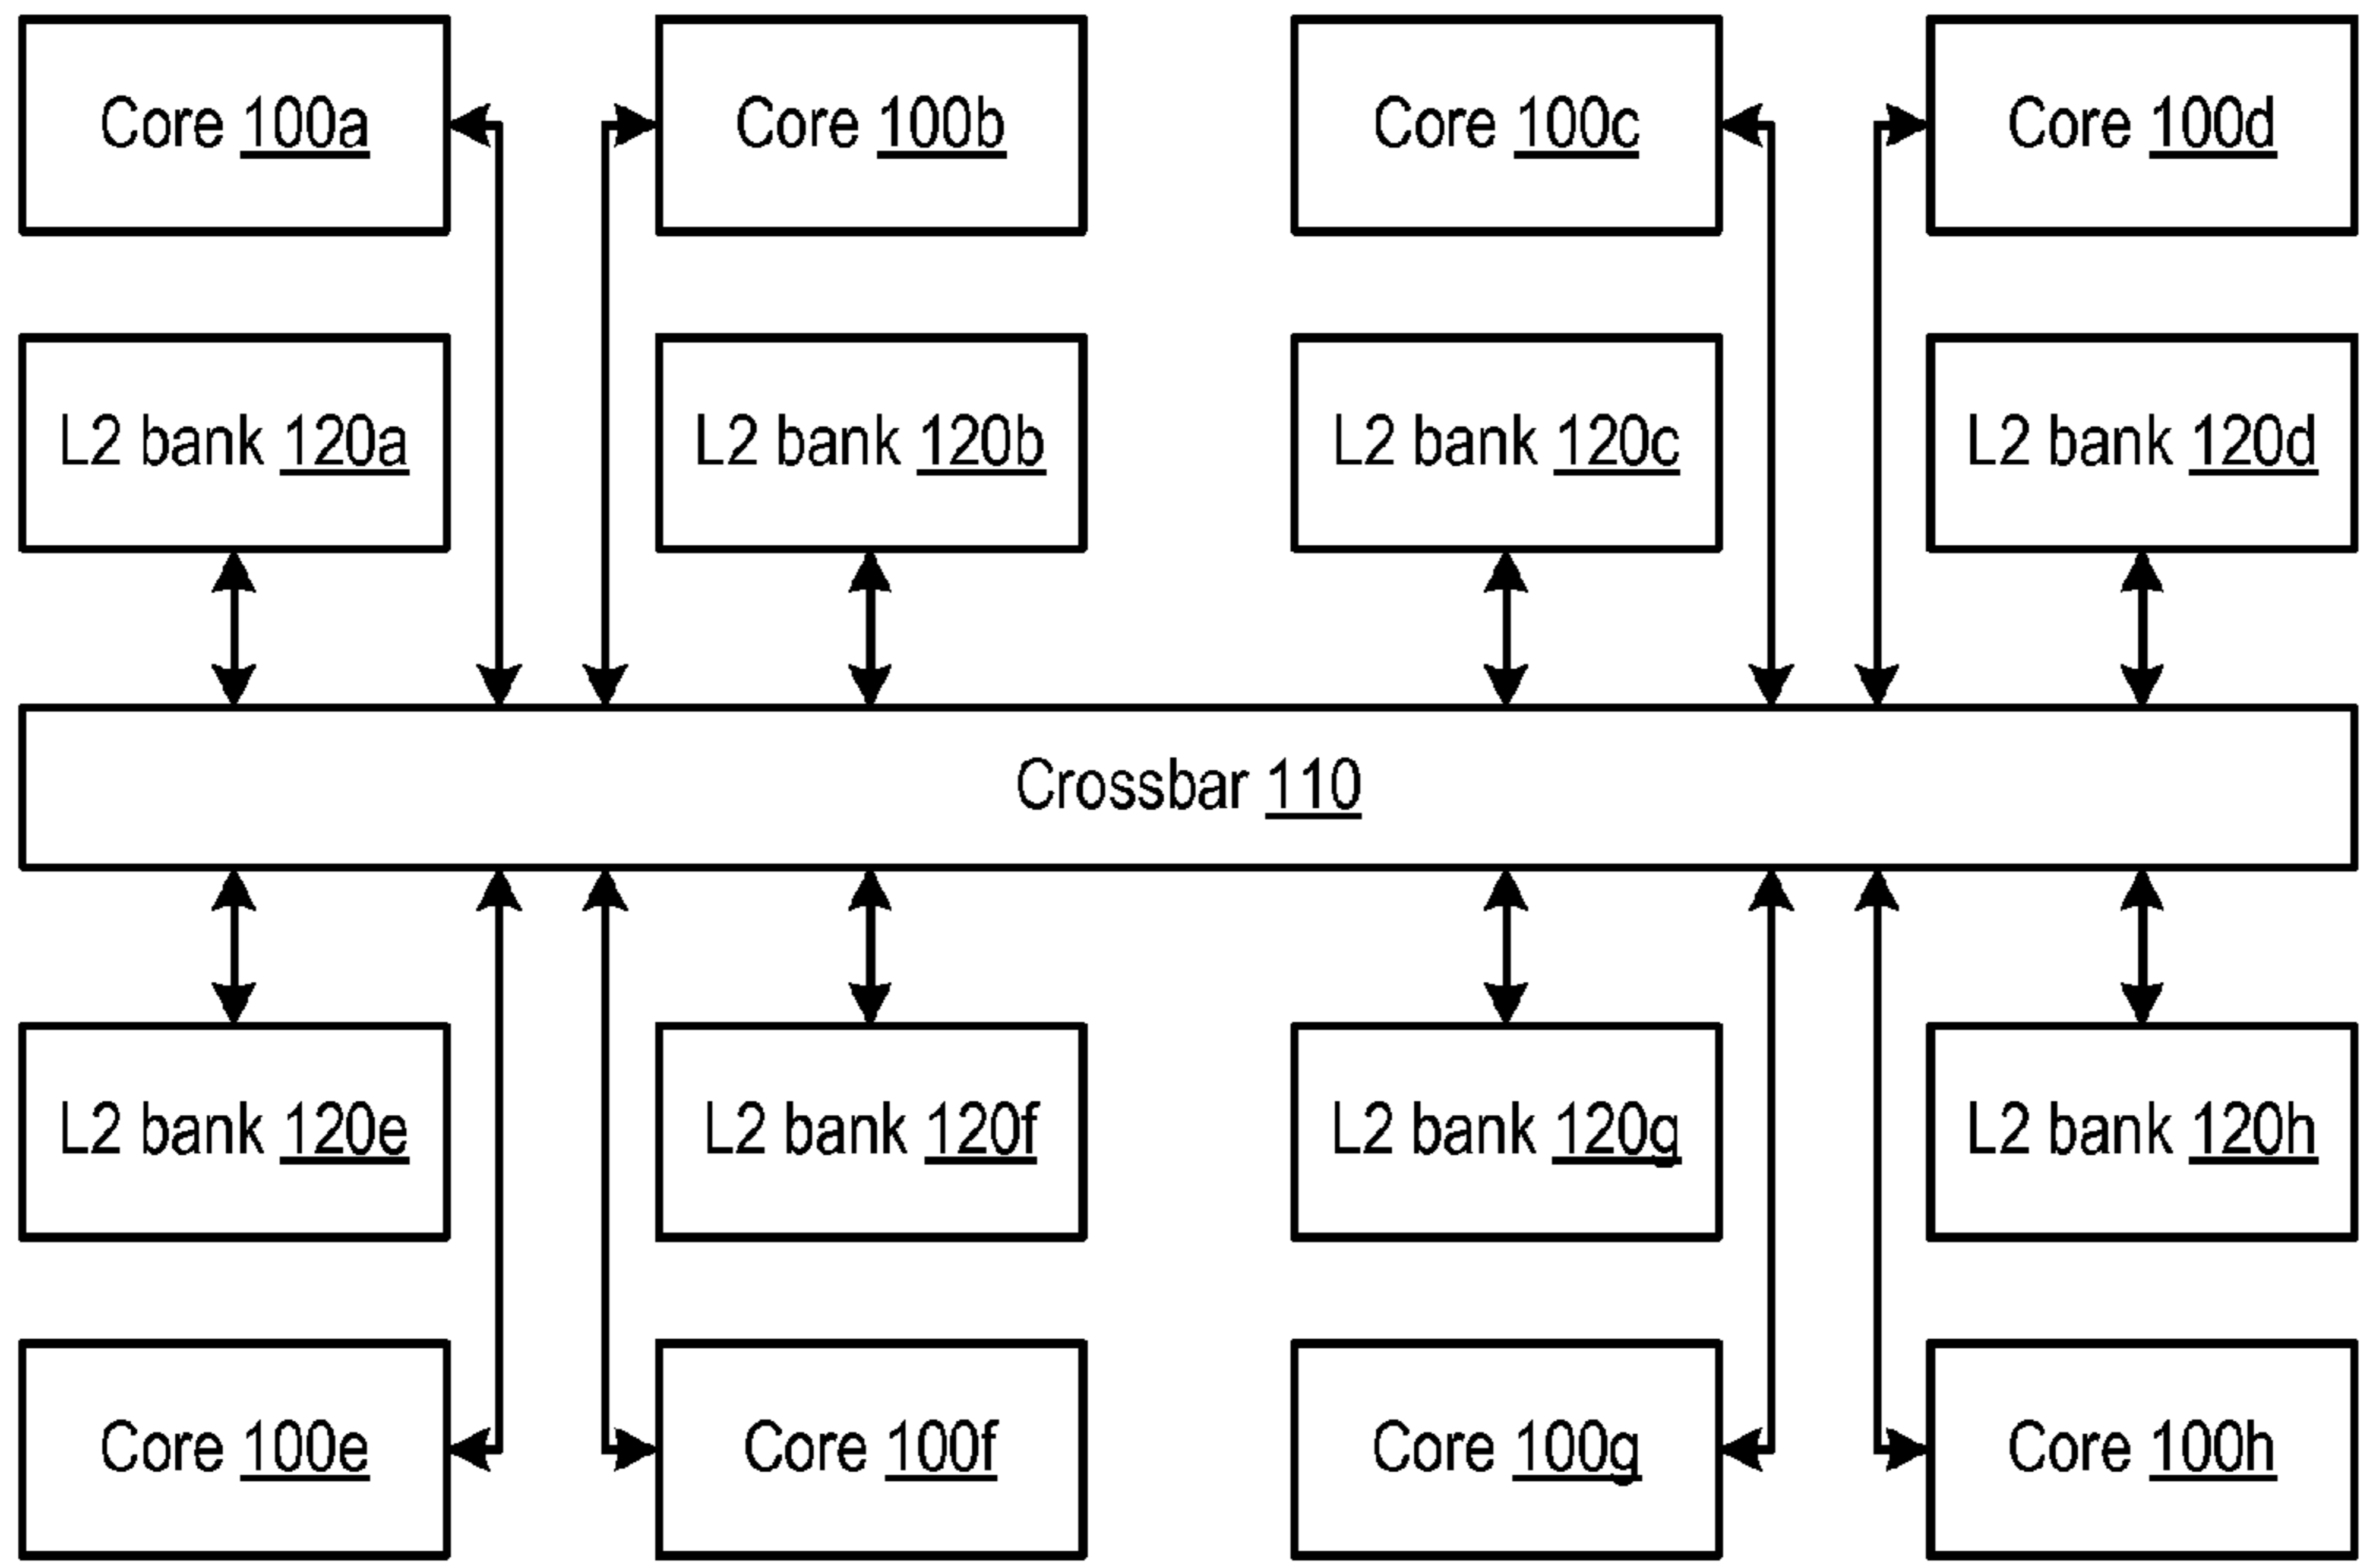 Core 100a
Core 100b
Core 100c
Core 100d
L2 bank 120a
L2 bank 120b
L2 bank 120c
L2 bank 120d
Crossbar 110
L2 bank 120e
L2 bank 120f
L2 bank 120g
L2 bank 120h
Core 100e
Core 100f
Core 100g
Core 100h